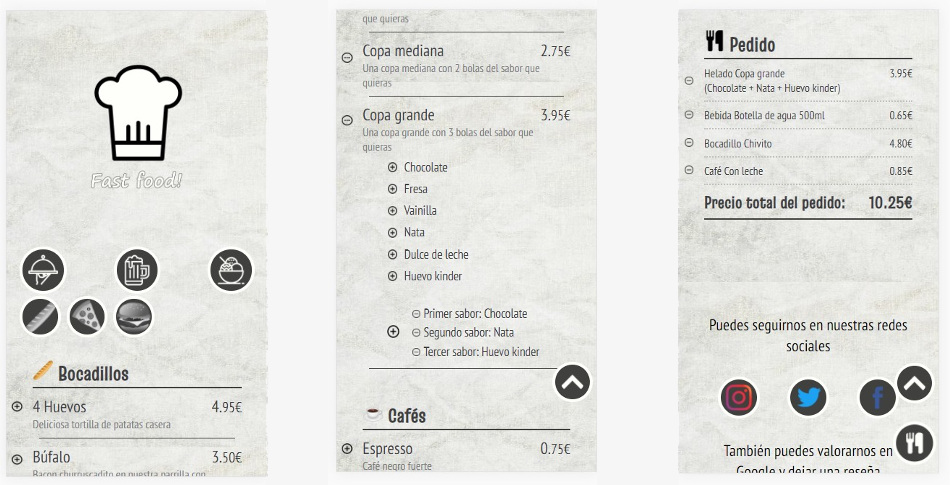 Fast food!
Bocadillos
4 Huevos 4.95€
Deliciosa tortilla de patatas casera
Búfalo 3.50€
Bacon churruscadito en nuestra parrilla con
que quieras
Copa mediana 2.75€
Una copa mediana con 2 bolas del sabor que
quieras
Copa grande 3.95€
Una copa grande con 3 bolas del sabor que
quieras
Chocolate
Fresa
Vainilla
Nata
Dulce de leche
Huevo kinder
Primer sabor: Chocolate
Segundo sabor: Nata
Tercer sabor: Huevo kinder
Cafés
Espresso 0.75€
Café negro fuerte
Pedido
Helado Copa grande 3.95€
(Chocolate + Nata + Huevo kinder)
Bebida Botella de agua 500ml 0.65€
Bocadillo Chivito 4.80€
Café Con leche 0.85€
Precio total del pedido: 10.25€
Puedes seguirnos en nuestras redes
sociales
También puedes valorarnos en
Google y dejar una reseña